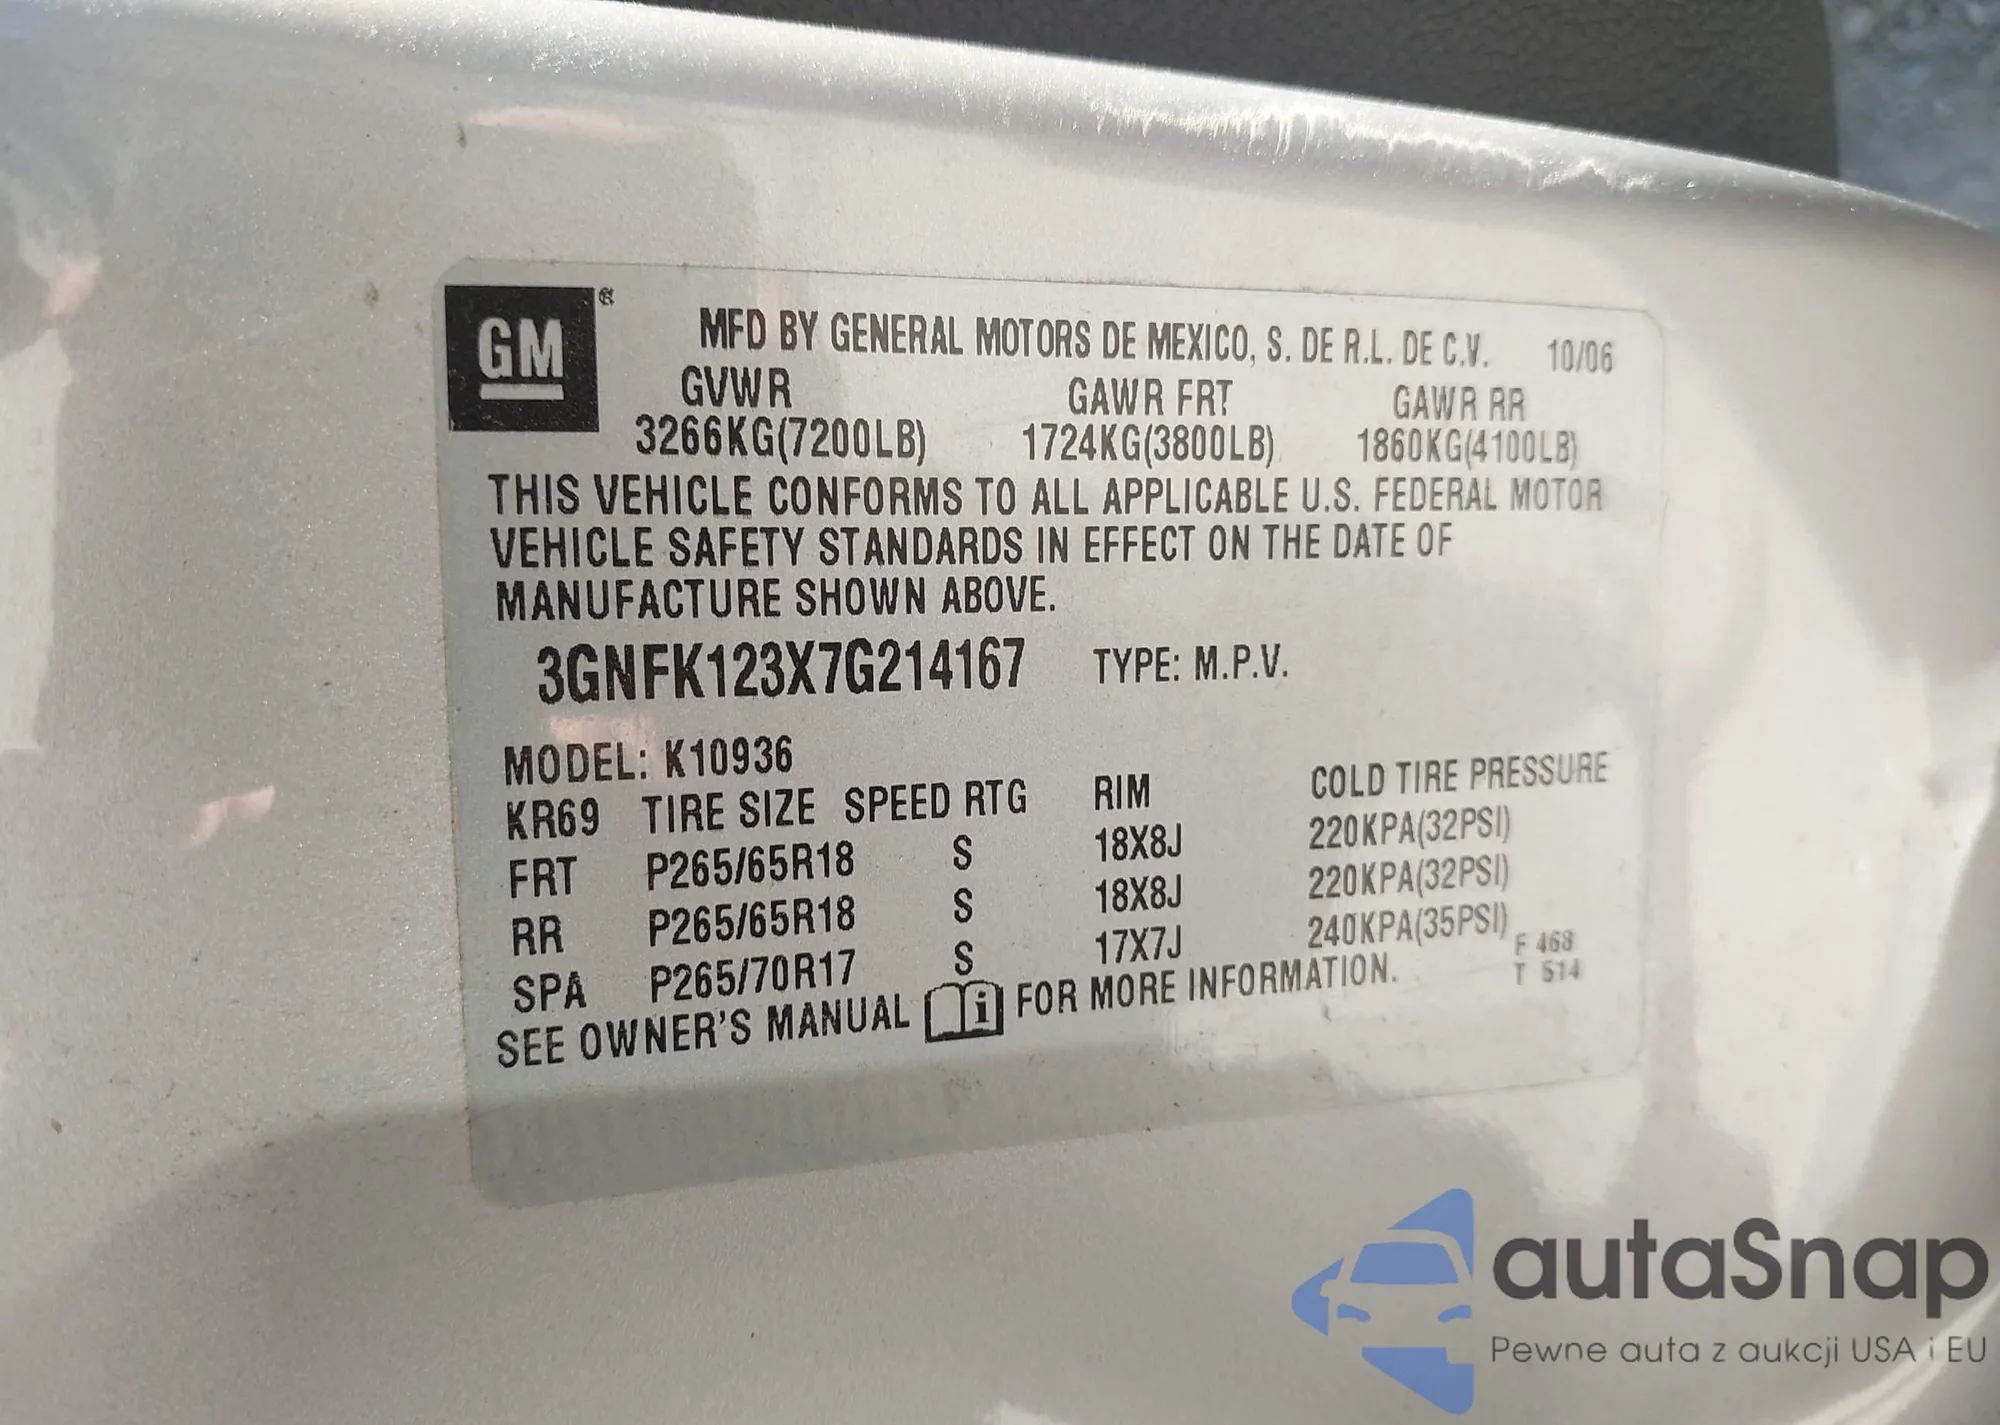 GM
MFD BY GENERAL MOTORS DE MEXICO, S. DE R.L. DE C.V. 10/06
GVWR GAWR FRT GAWR RR
3266KG(7200LB) 1724KG(3800LB) 1860KG(4100LB)
THIS VEHICLE CONFORMS TO ALL APPLICABLE U.S. FEDERAL MOTOR
VEHICLE SAFETY STANDARDS IN EFFECT ON THE DATE OF
MANUFACTURE SHOWN ABOVE.
3GNFK123X7G214167 TYPE: M.P.V.
MODEL: K10936
KR69 TIRE SIZE SPEED RTG RIM COLD TIRE PRESSURE
FRT P265/65R18 S 18X8J 220KPA(32PSI)
RR P265/65R18 S 18X8J 220KPA(32PSI)
SPA P265/70R17 S 17X7J 240KPA(35PSI)
F 468
T 514
SEE OWNER'S MANUAL i FOR MORE INFORMATION.
autaSnap
Pewne auta z aukcji USA i EU